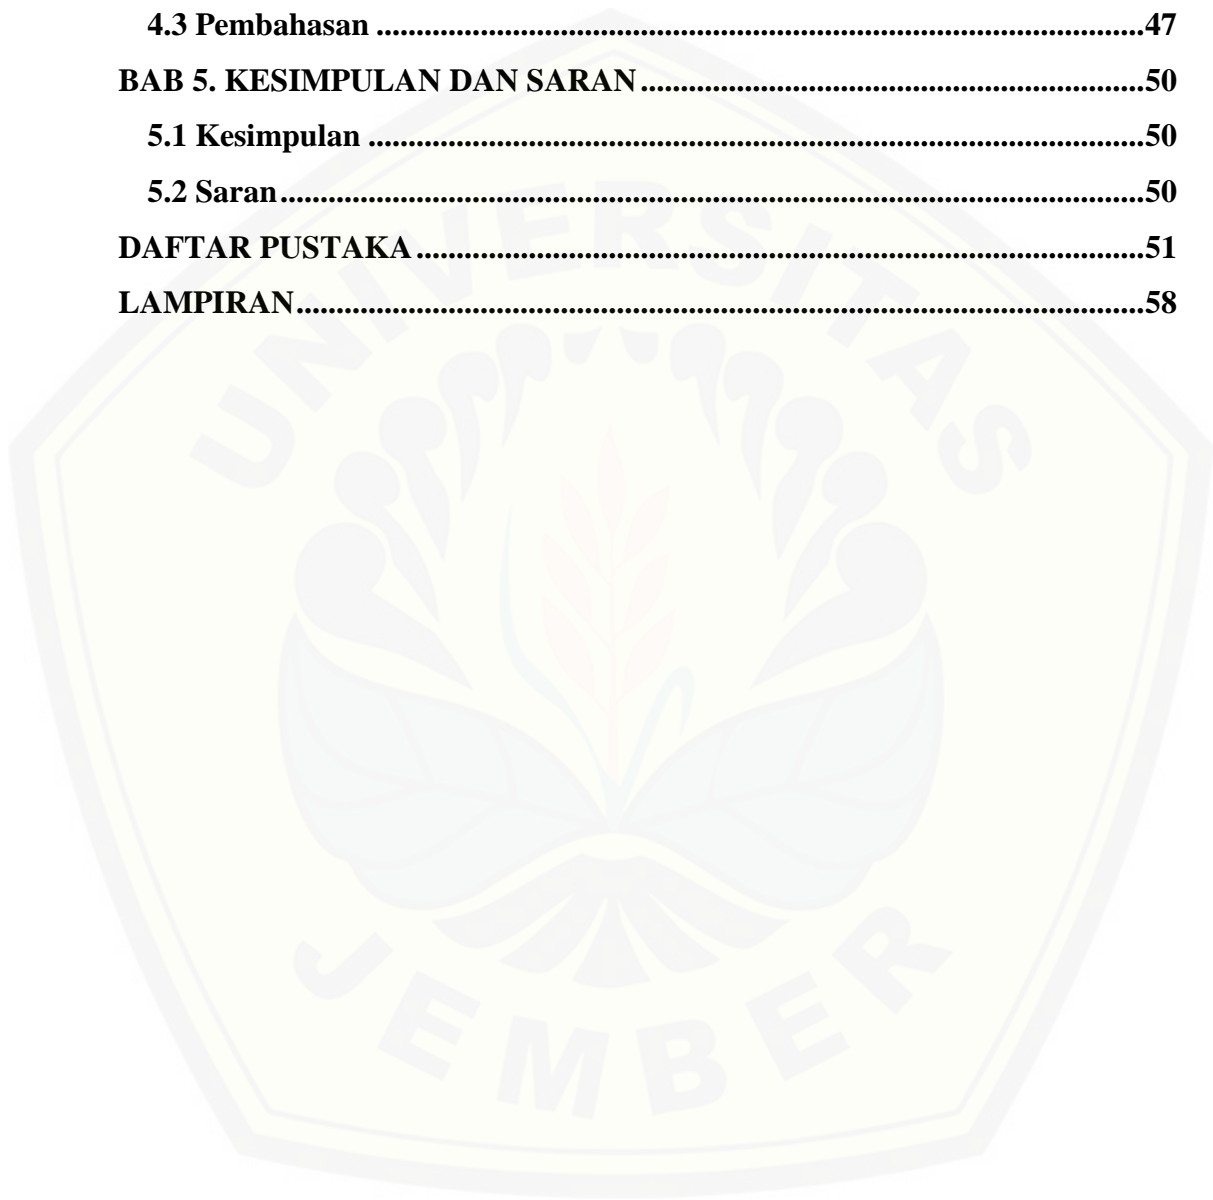 4.3 Pembahasan ..........................................................................................47
BAB 5. KESIMPULAN DAN SARAN ..........................................................50
5.1 Kesimpulan ...........................................................................................50
5.2 Saran .....................................................................................................50
DAFTAR PUSTAKA .....................................................................................51
LAMPIRAN ...................................................................................................58
UNIVERSITAS
JEMBER